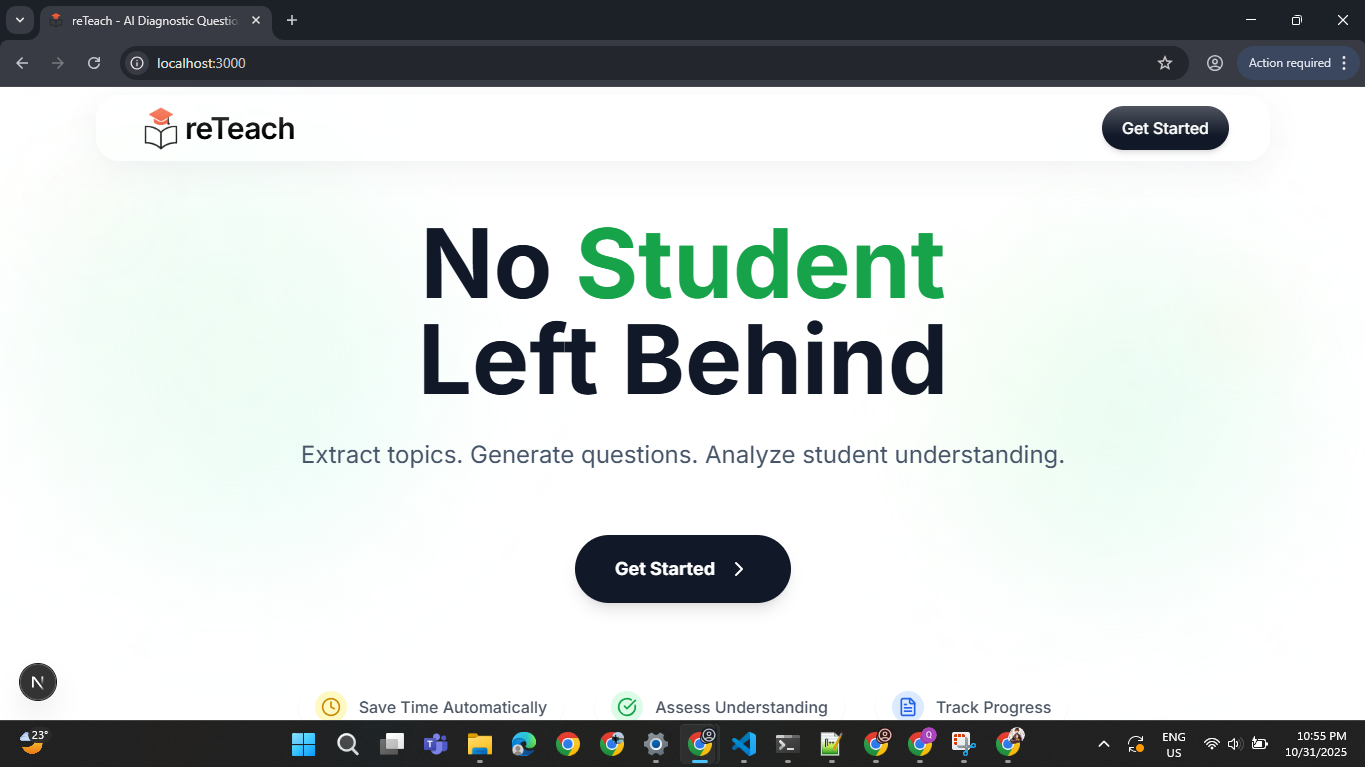 reTeach - AI Diagnostic Questio
localhost:3000
Action required
reTeach
Get Started
No Student
Left Behind
Extract topics. Generate questions. Analyze student understanding.
Get Started
N
Save Time Automatically
Assess Understanding
Track Progress
23°
ENG
US
10:55 PM
10/31/2025